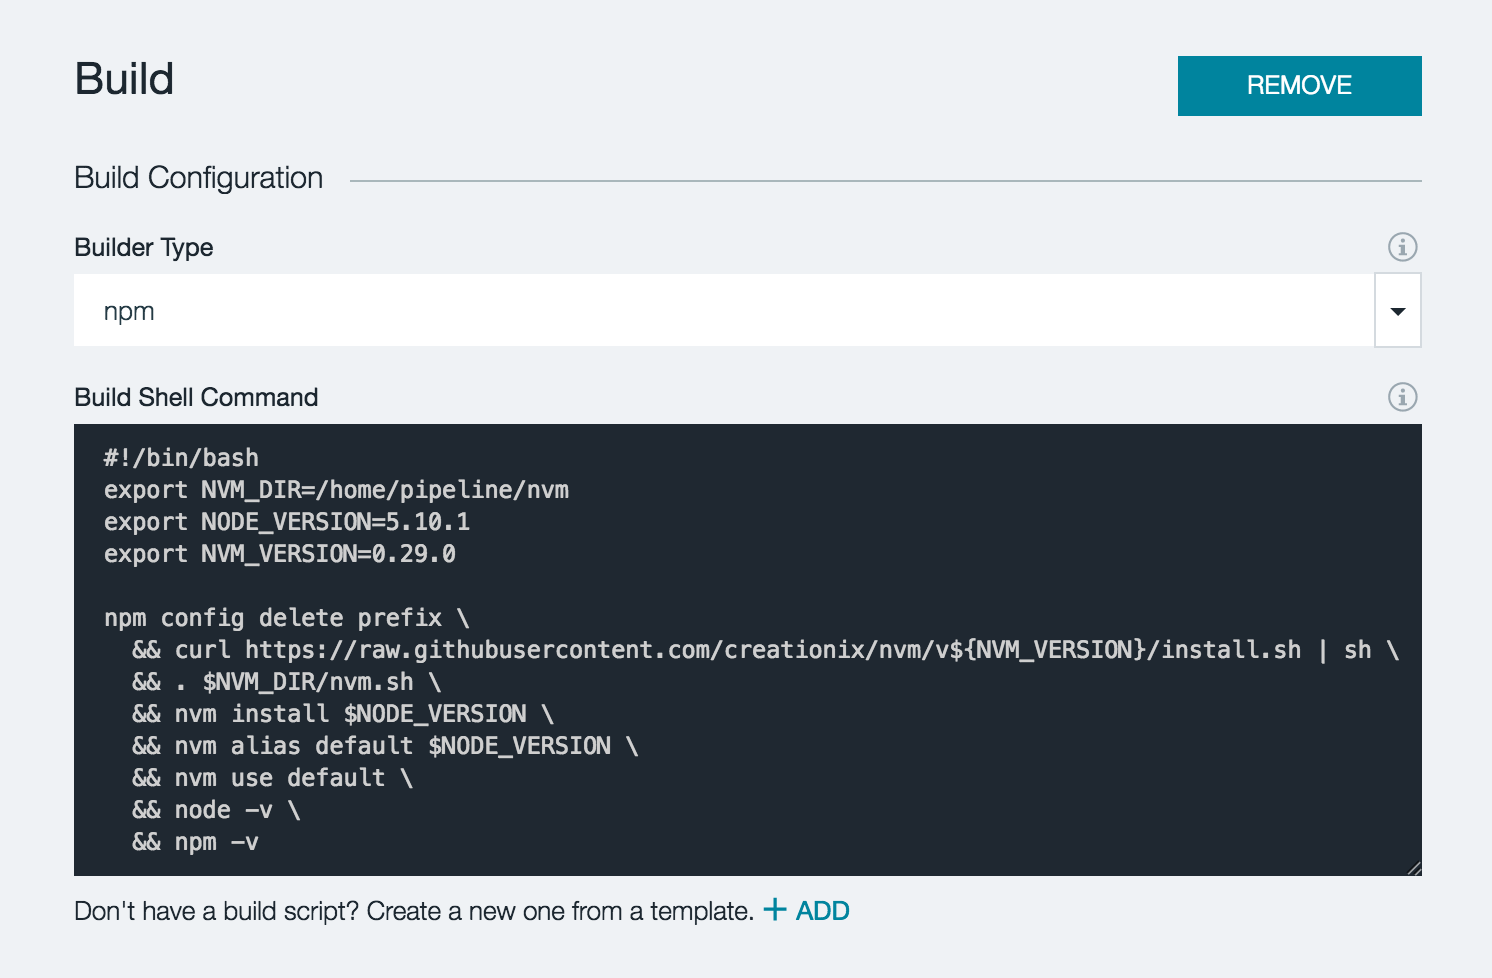 Build
REMOVE
Build Configuration
Builder Type
npm
Build Shell Command
#!/bin/bash
export NVM_DIR=/home/pipeline/nvm
export NODE_VERSION=5.10.1
export NVM_VERSION=0.29.0
npm config delete prefix \
  && curl https://raw.githubusercontent.com/creationix/nvm/v${NVM_VERSION}/install.sh | sh \
  && . $NVM_DIR/nvm.sh \
  && nvm install $NODE_VERSION \
  && nvm alias default $NODE_VERSION \
  && nvm use default \
  && node -v \
  && npm -v
Don't have a build script? Create a new one from a template. + ADD